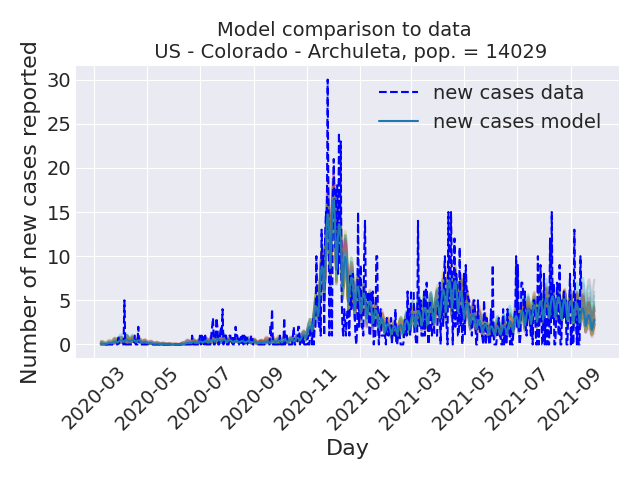 Model comparison to data
US - Colorado - Archuleta, pop. = 14029
Number of new cases reported
30
25
20
15
10
5
0
new cases data
new cases model
2020-03
2020-05
2020-07
2020-09
2020-11
2021-01
2021-03
2021-05
2021-07
2021-09
Day